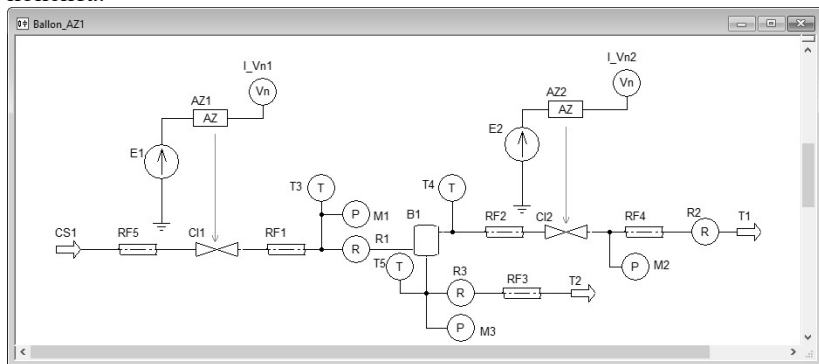 Ballon_AZ1
I_Vn1
Vn
AZ1
AZ
E1
I_Vn2
Vn
AZ2
AZ
E2
T3
T
P
M1
T4
T
B1
CS1
RF5
Cl1
RF1
R
R1
T5
T
RF2
Cl2
RF4
R2
R
T1
P
M2
R3
R
RF3
T2
P
M3